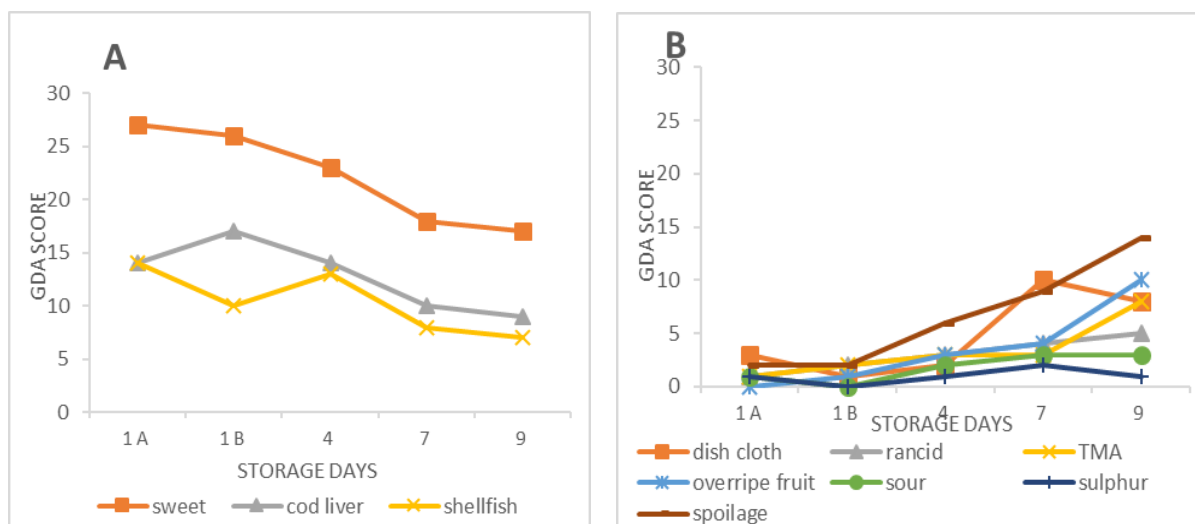 A
GDA SCORE
30
25
20
15
10
5
0
1 A 1 B 4 7 9
STORAGE DAYS
sweet cod liver shellfish
B
GDA SCORE
30
25
20
15
10
5
0
1 A 1 B 4 7 9
STORAGE DAYS
dish cloth rancid TMA
overripe fruit sour sulphur
spoilage